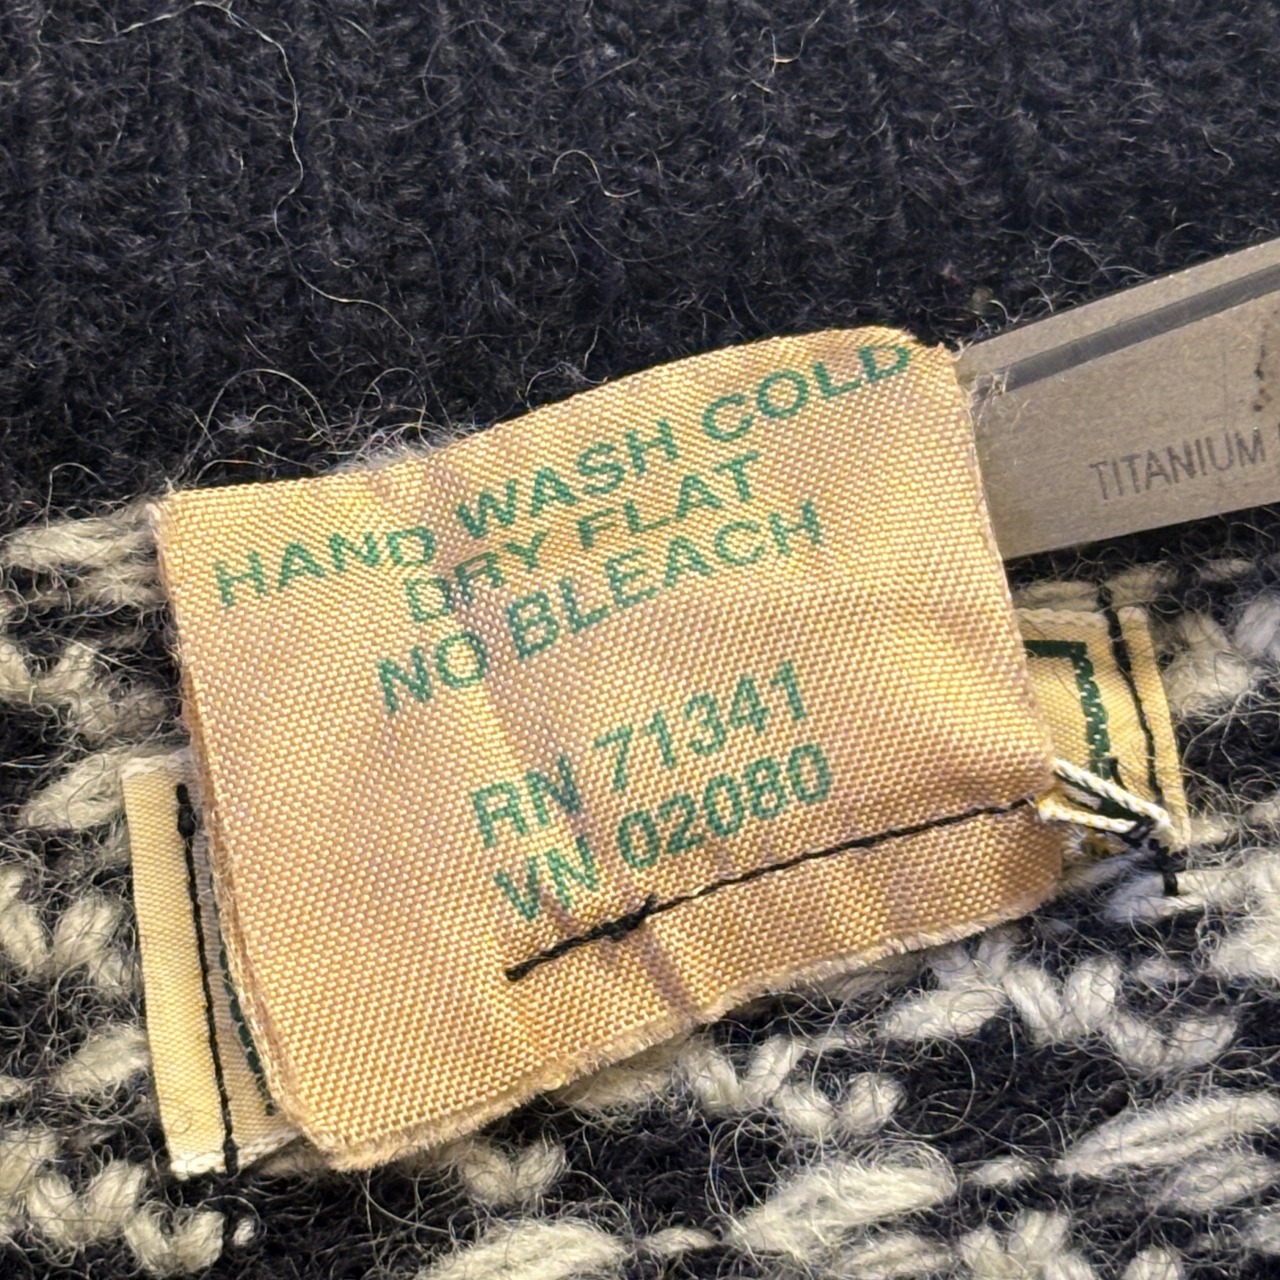 HAND WASH COLD
DRY FLAT
NO BLEACH
RN 71341
VN 02080
TITANIUM